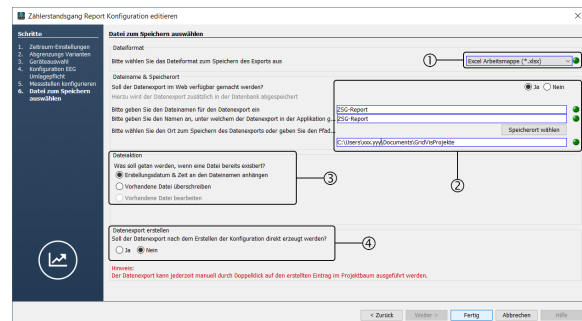 Zählerstandsgang Report Konfiguration editieren
Schritte
1. Zeitraum-Einstellungen
2. Abgrenzungs Varianten
3. Geräteauswahl
4. Konfiguration EEG
Umlagepflicht
5. Messstellen konfigurieren
6. Datei zum Speichern
auswählen
Datei zum Speichern auswählen
Dateiformat
Bitte wählen Sie das Dateiformat zum Speichern des Exports aus
① Excel Arbeitsmappe (*.xlsx)
Dateiname & Speicherort
Soll der Datenexport im Web verfügbar gemacht werden? Ja Nein
Hierzu wird der Datenexport zusätzlich in der Datenbank abgespeichert
Bitte geben Sie den Dateinamen für den Datenexport ein ZSG-Report
Bitte geben Sie den Namen an, unter welchem der Datenexport in der Applikation g... ZSG-Report
Bitte wählen Sie den Ort zum Speichern des Datenexports oder geben Sie den Pfad... Speicherort wählen
C:\Users\xxx.yyy\Documents\GridVisProjekte
②
Dateiaktion
Was soll getan werden, wenn eine Datei bereits existiert?
Erstellungsdatum & Zeit an den Dateinamen anhängen
③
Vorhandene Datei überschreiben
Vorhandene Datei bearbeiten
Datenexport erstellen
Soll der Datenexport nach dem Erstellen der Konfiguration direkt erzeugt werden?
④
Ja Nein
Hinweis:
Der Datenexport kann jederzeit manuell durch Doppelklick auf den erstellten Eintrag im Projektbaum ausgeführt werden.
< Zurück Weiter > Fertig Abbrechen Hilfe